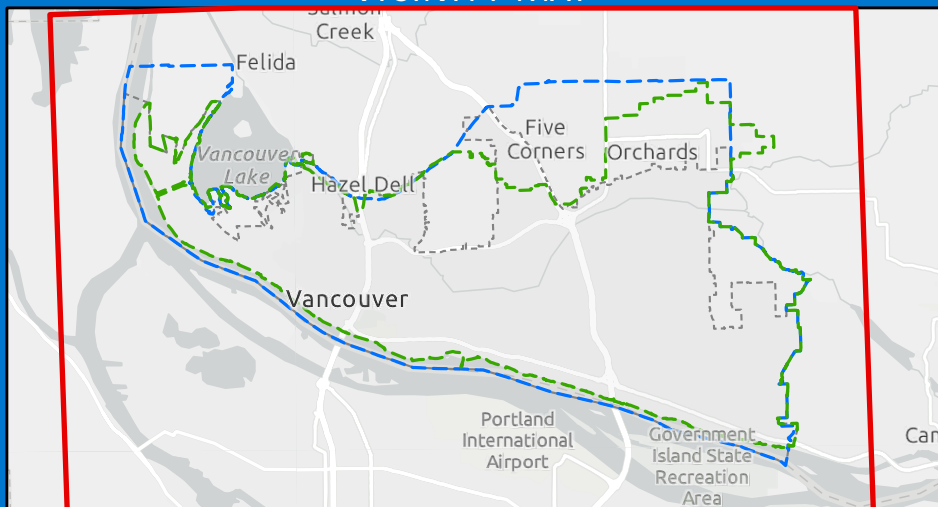 Salmon
Creek
Felida
Five
Corners
Orchards
Vancouver
Lake
Hazel Dell
Vancouver
Portland
International
Airport
Government
Island State
Recreation
Area